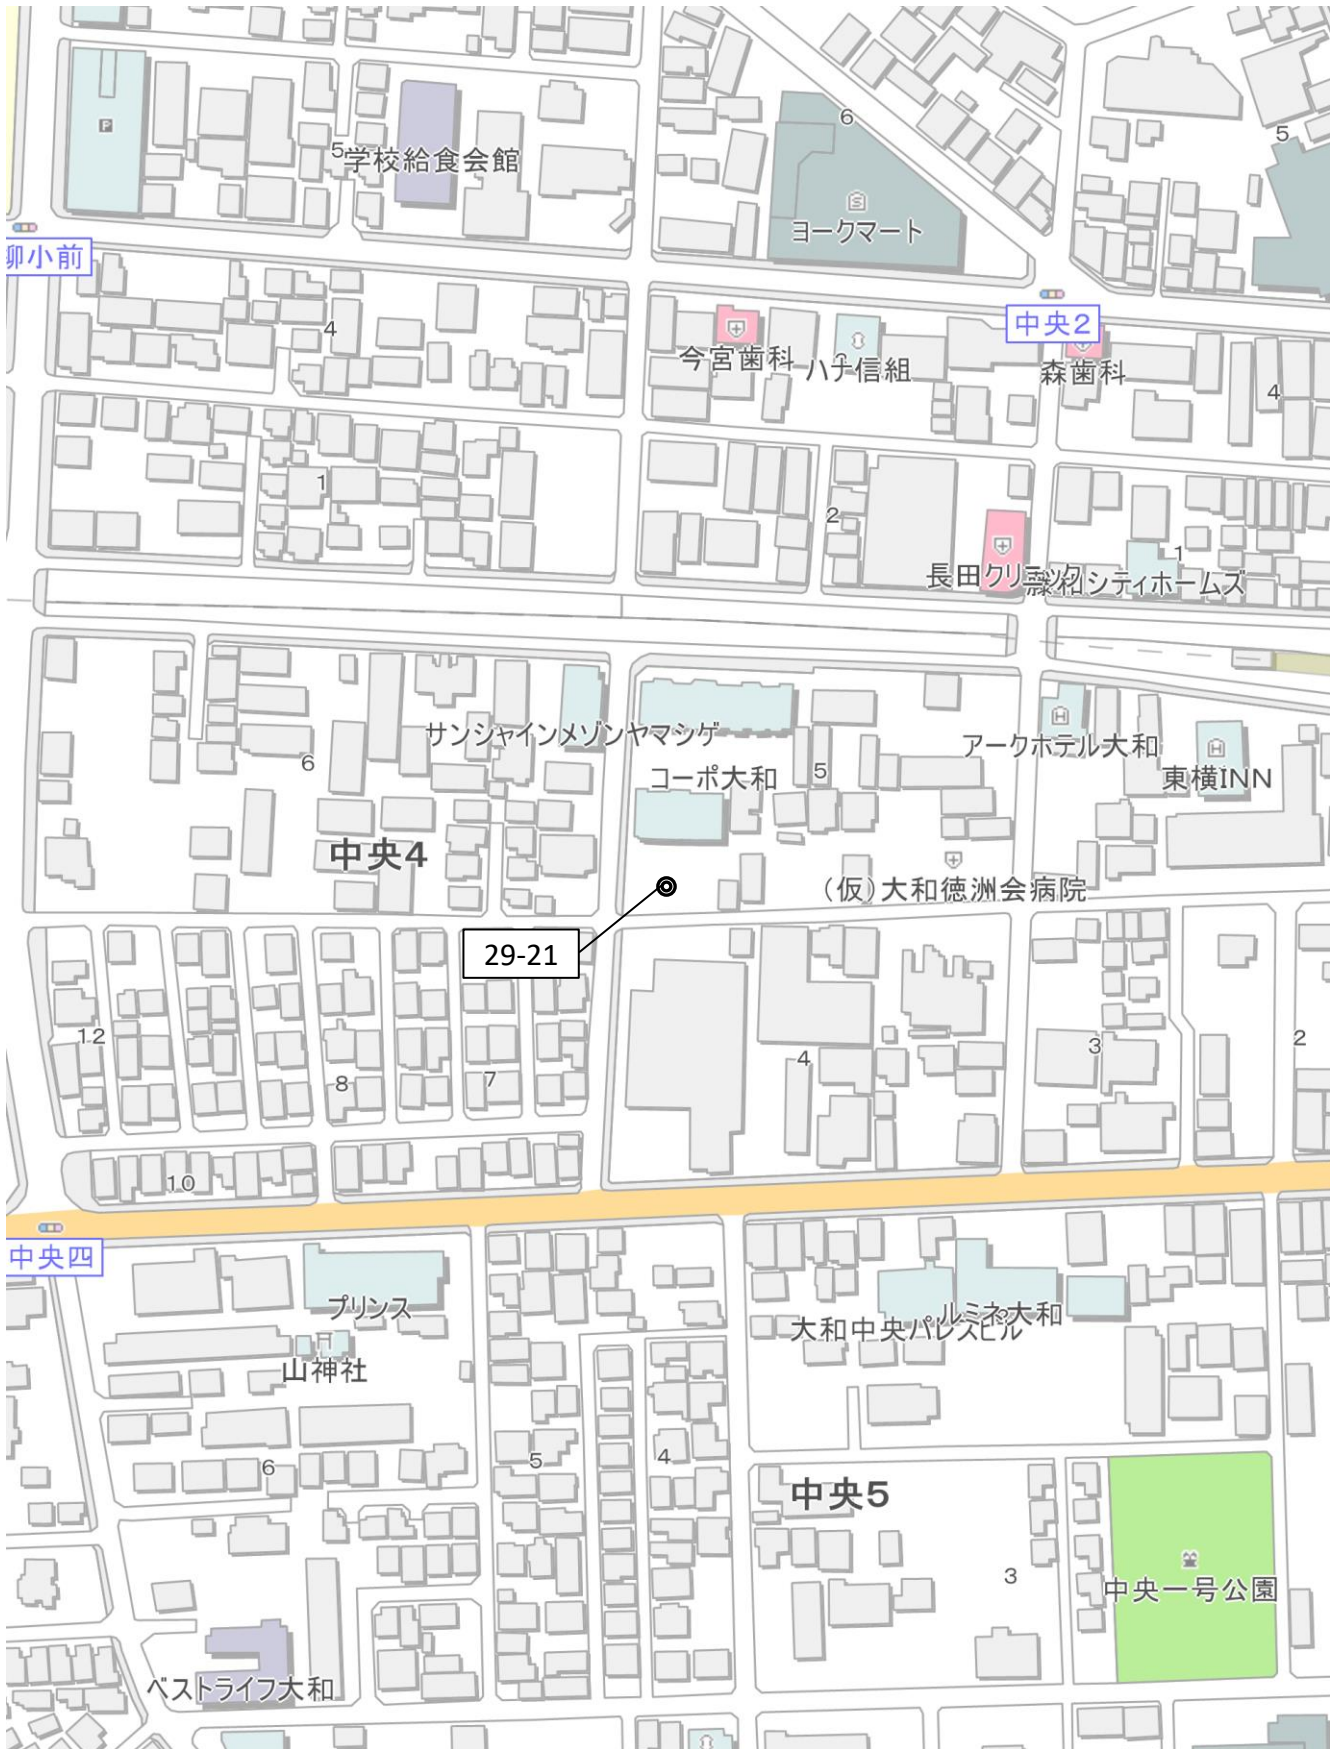 6
5
5
学校給食会館
ヨークマート
柳小前
中央2
4
今宮歯科
ハナ信組
森歯科
4
1
2
長田クリニック
藤和シティホームズ
1
サンシャインメゾンヤマシゲ
アークホテル大和
東横INN
6
コーポ大和
5
中央4
(仮)大和徳洲会病院
29-21
12
8
7
4
3
2
10
中央四
プリンス
山神社
大和中央パレスビル
ルミネ大和
6
5
4
中央5
3
中央一号公園
ベストライフ大和